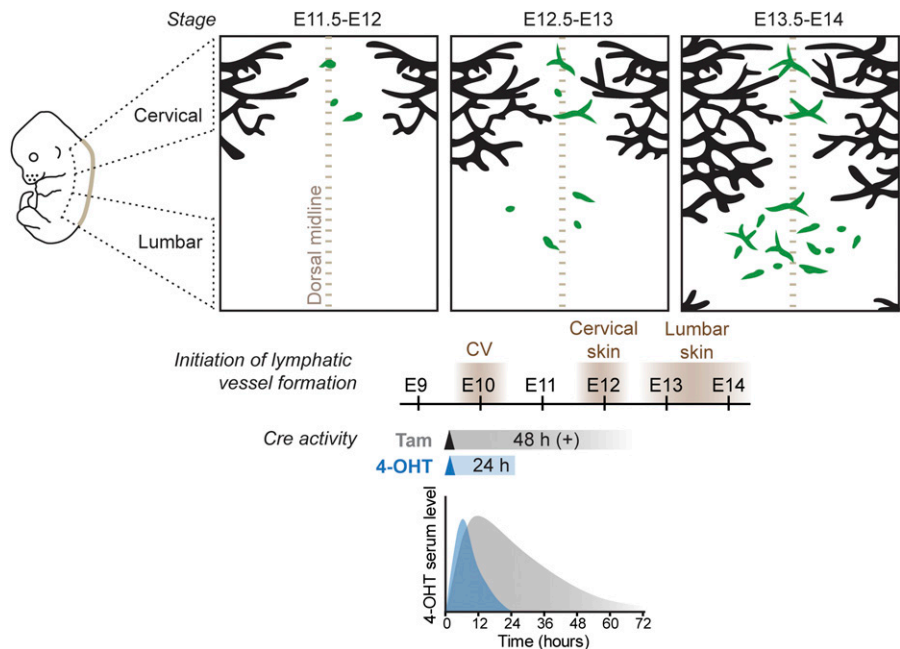 Stage
E11.5-E12
E12.5-E13
E13.5-E14
Cervical
Lumbar
Dorsal midline
Initiation of lymphatic
vessel formation
CV
Cervical
skin
Lumbar
skin
E9
E10
E11
E12
E13
E14
Cre activity
Tam
48 h (+)
4-OHT
24 h
4-OHT serum level
0
12
24
36
48
60
72
Time (hours)